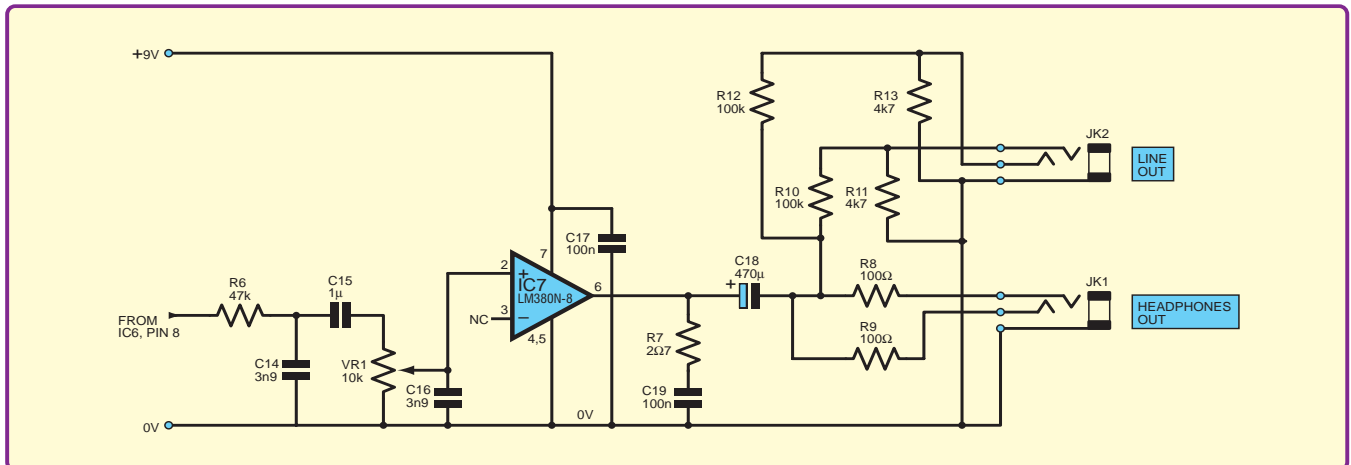 +9V
R12
100k
R13
4k7
JK2
LINE
OUT
R10
100k
R11
4k7
C17
100n
7
2
+
IC7
LM380N-8
6
3
–
NC
4,5
C18
470µ
+
R8
100Ω
JK1
HEADPHONES
OUT
R9
100Ω
R6
47k
C15
1µ
FROM
IC6, PIN 8
C14
3n9
VR1
10k
C16
3n9
R7
2Ω7
C19
100n
0V
0V